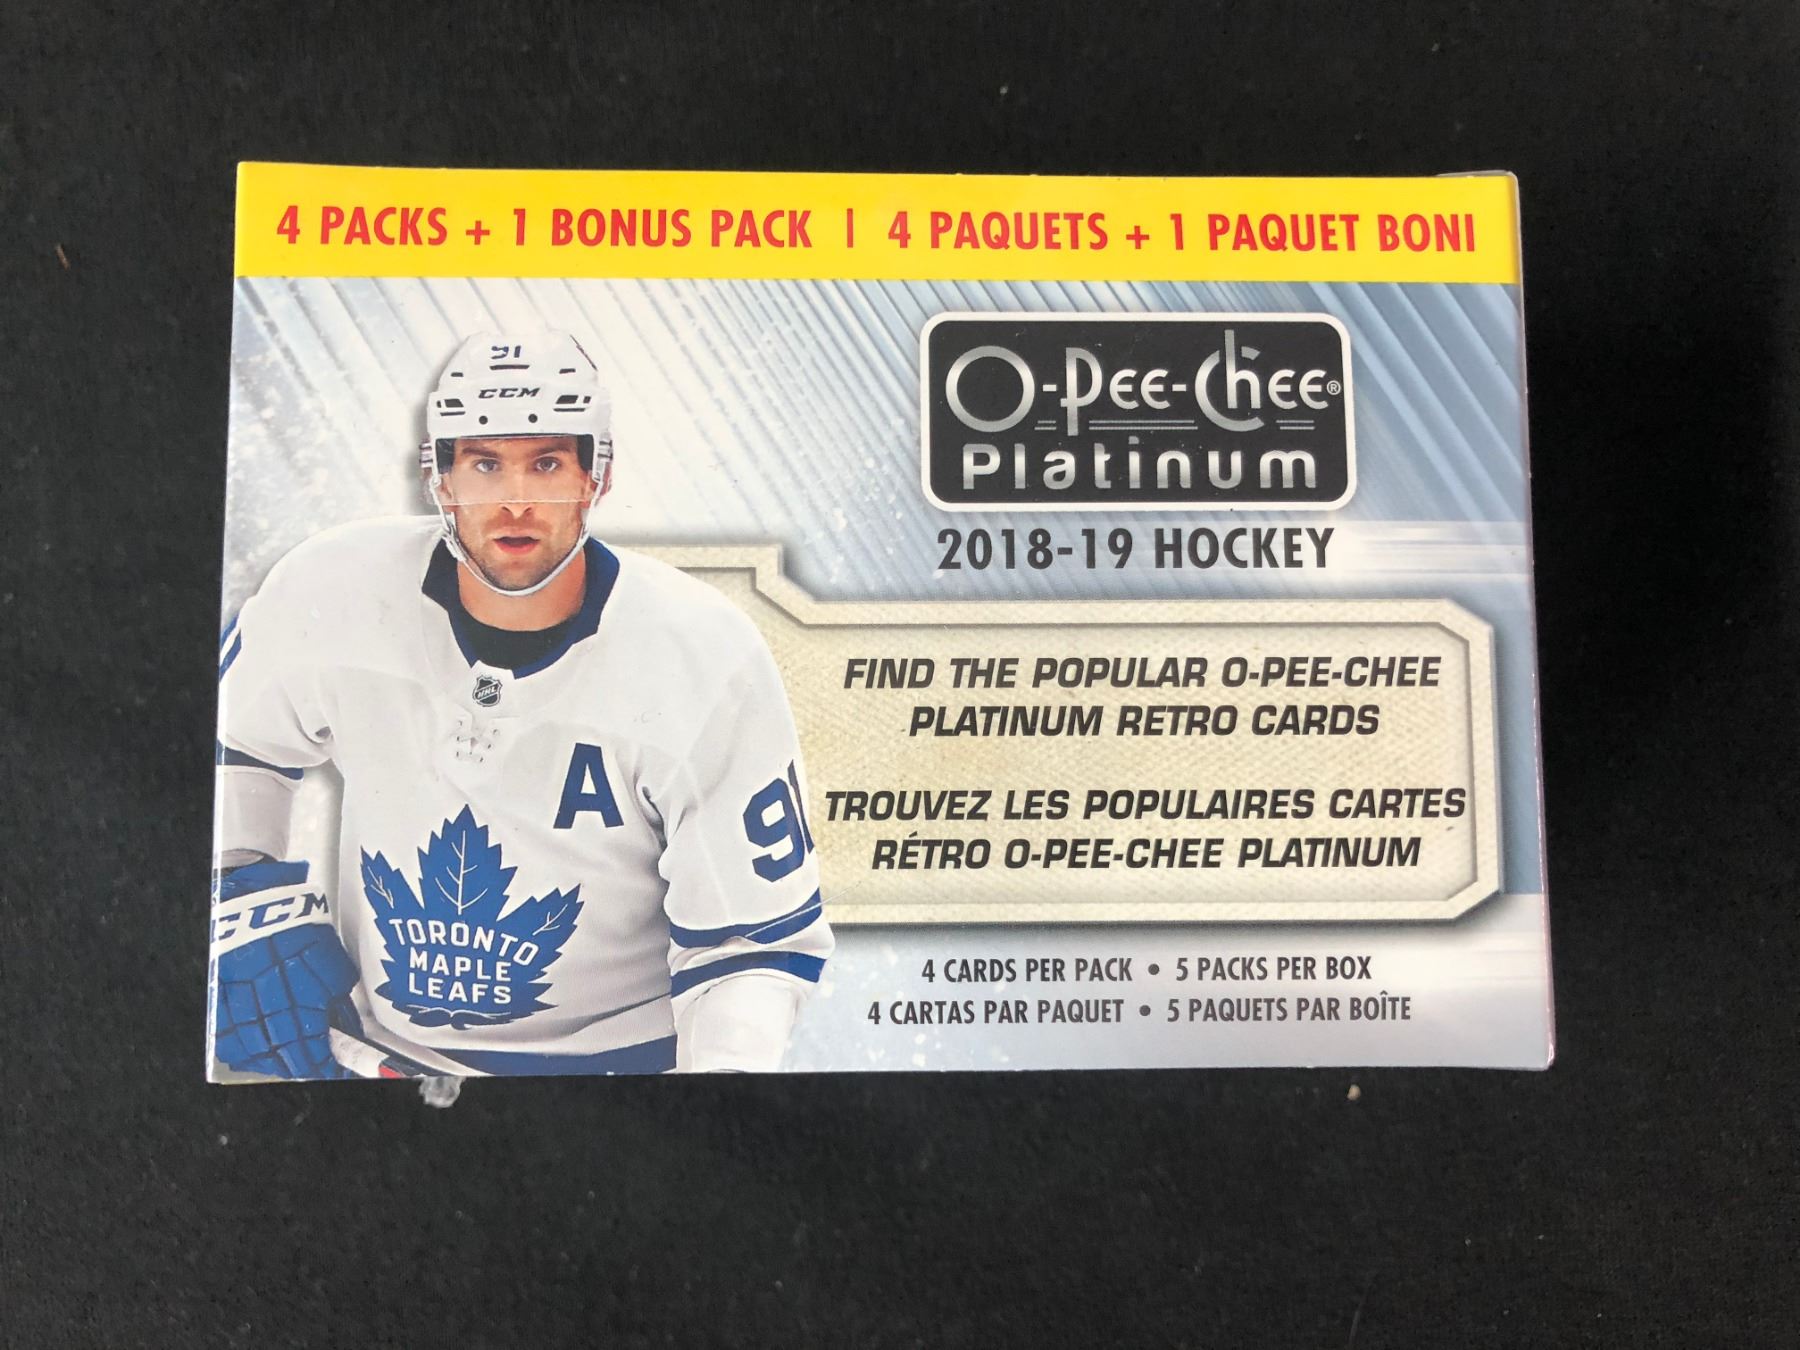 4 PACKS + 1 BONUS PACK | 4 PAQUETS + 1 PAQUET BONI
O-PEE-CHEE®
Platinum
2018-19 HOCKEY
FIND THE POPULAR O-PEE-CHEE
PLATINUM RETRO CARDS
TROUVEZ LES POPULAIRES CARTES
RÉTRO O-PEE-CHEE PLATINUM
4 CARDS PER PACK • 5 PACKS PER BOX
4 CARTAS PAR PAQUET • 5 PAQUETS PAR BOÎTE
91
CCM
NHL
A
91
TORONTO
MAPLE
LEAFS
CCM